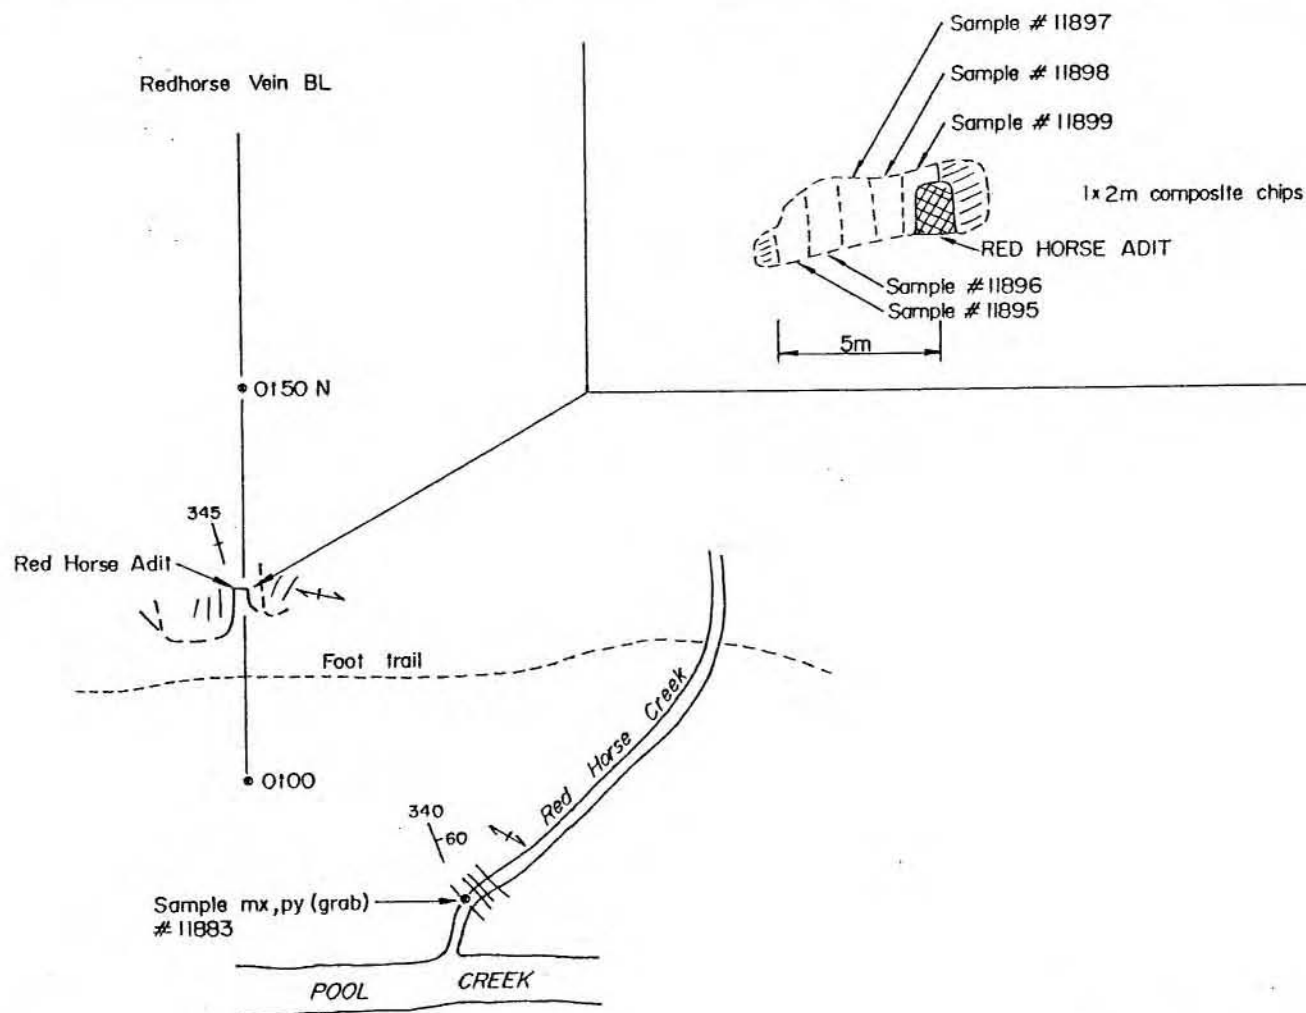 Redhorse Vein BL
Sample # 11897
Sample # 11898
Sample # 11899
1x2m composite chips
RED HORSE ADIT
Sample # 11896
Sample # 11895
5m
0150 N
345
Red Horse Adit
Foot trail
0100
Red Horse Creek
340
60
Sample mx,py (grab)
# 11883
POOL CREEK